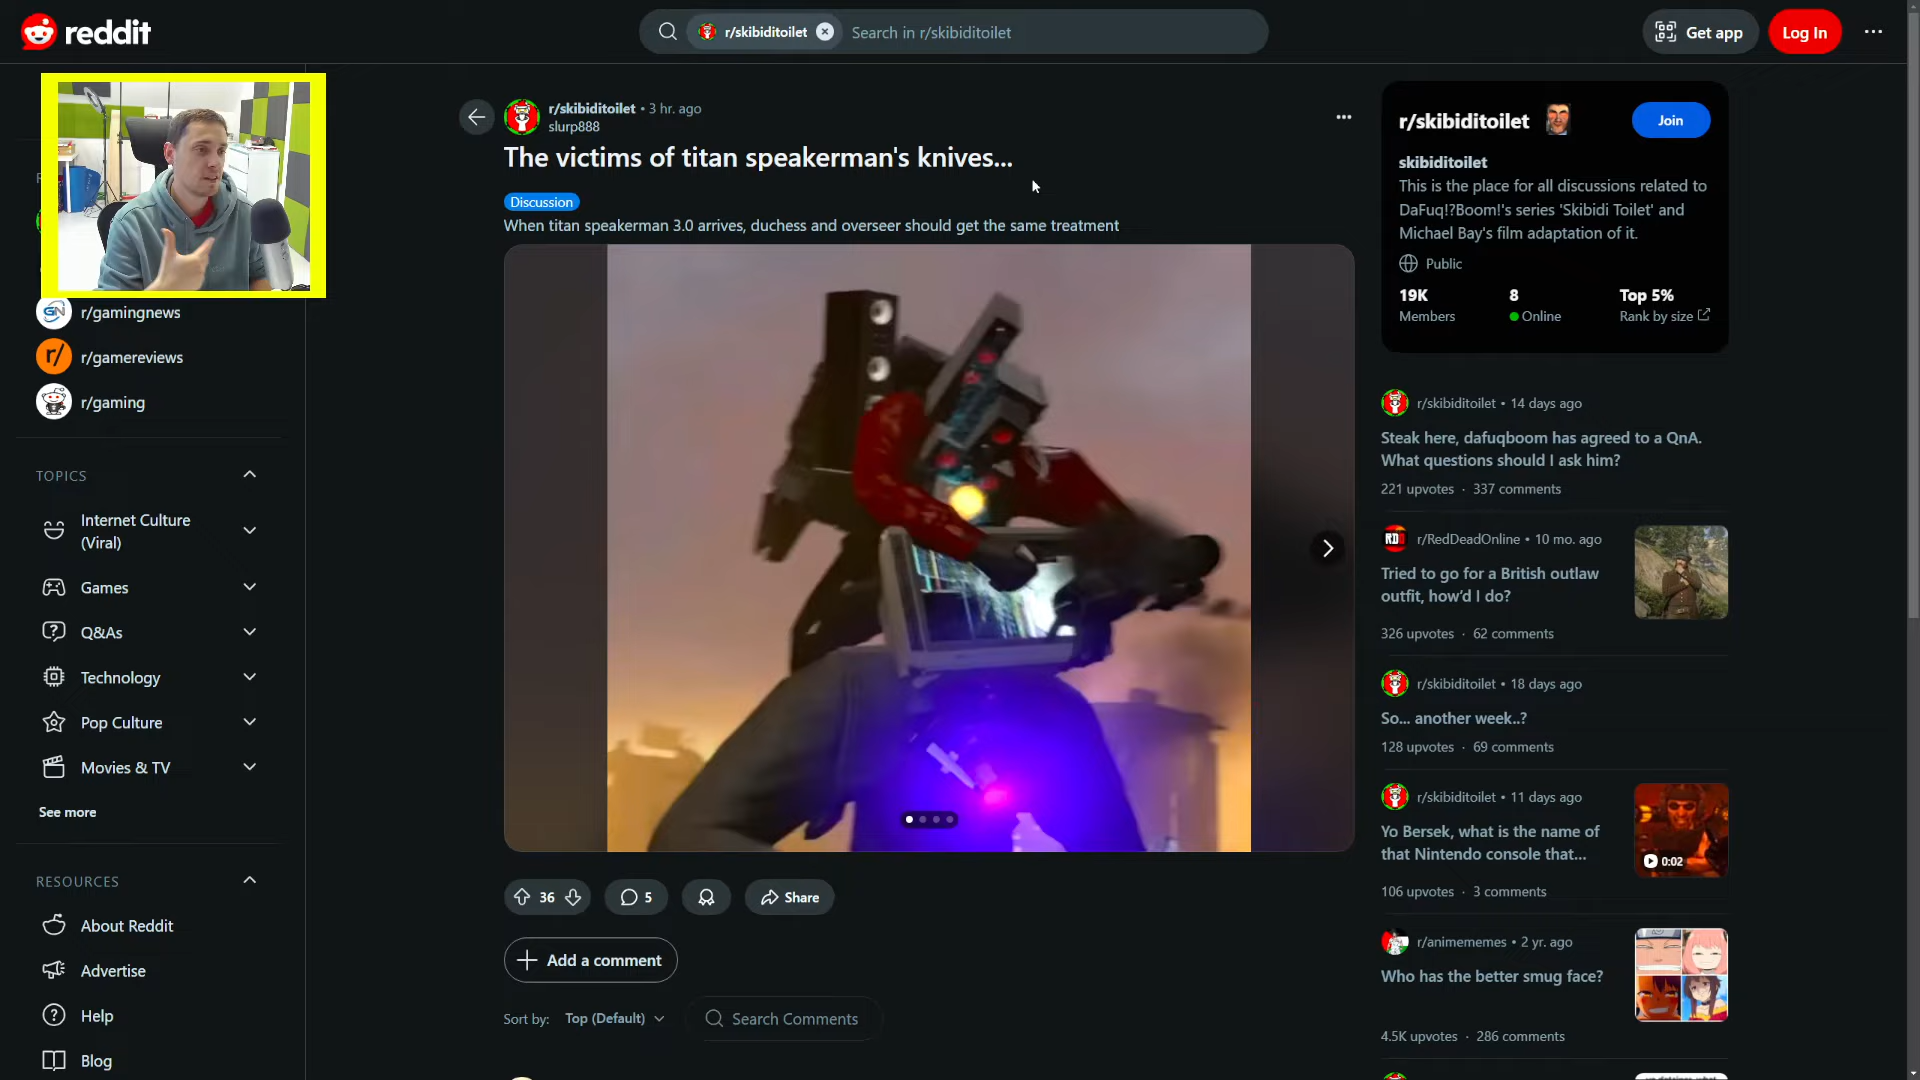 reddit
r/skibiditoilet
Search in r/skibiditoilet
Get app
Log In
r/skibiditoilet • 3 hr. ago
slurp888
The victims of titan speakerman's knives...
Discussion
When titan speakerman 3.0 arrives, duchess and overseer should get the same treatment
36
5
Share
Add a comment
Sort by: Top (Default)
Search Comments
GN r/gamingnews
r/ r/gamereviews
r/gaming
TOPICS
Internet Culture
(Viral)
Games
Q&As
Technology
Pop Culture
Movies & TV
See more
RESOURCES
About Reddit
Advertise
Help
Blog
r/skibiditoilet
Join
skibiditoilet
This is the place for all discussions related to
DaFuq!?Boom!'s series 'Skibidi Toilet' and
Michael Bay's film adaptation of it.
Public
19K 8 Top 5%
Members Online Rank by size
r/skibiditoilet • 14 days ago
Steak here, dafuqboom has agreed to a QnA.
What questions should I ask him?
221 upvotes · 337 comments
RDO r/RedDeadOnline • 10 mo. ago
Tried to go for a British outlaw
outfit, how'd I do?
326 upvotes · 62 comments
r/skibiditoilet • 18 days ago
So... another week..?
128 upvotes · 69 comments
r/skibiditoilet • 11 days ago
Yo Bersek, what is the name of
that Nintendo console that...
0:02
106 upvotes · 3 comments
r/animememes • 2 yr. ago
Who has the better smug face?
4.5K upvotes · 286 comments